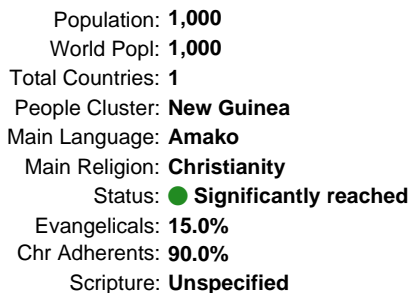 Population: 1,000
World Popl: 1,000
Total Countries: 1
People Cluster: New Guinea
Main Language: Amako
Main Religion: Christianity
Status: Significantly reached
Evangelicals: 15.0%
Chr Adherents: 90.0%
Scripture: Unspecified